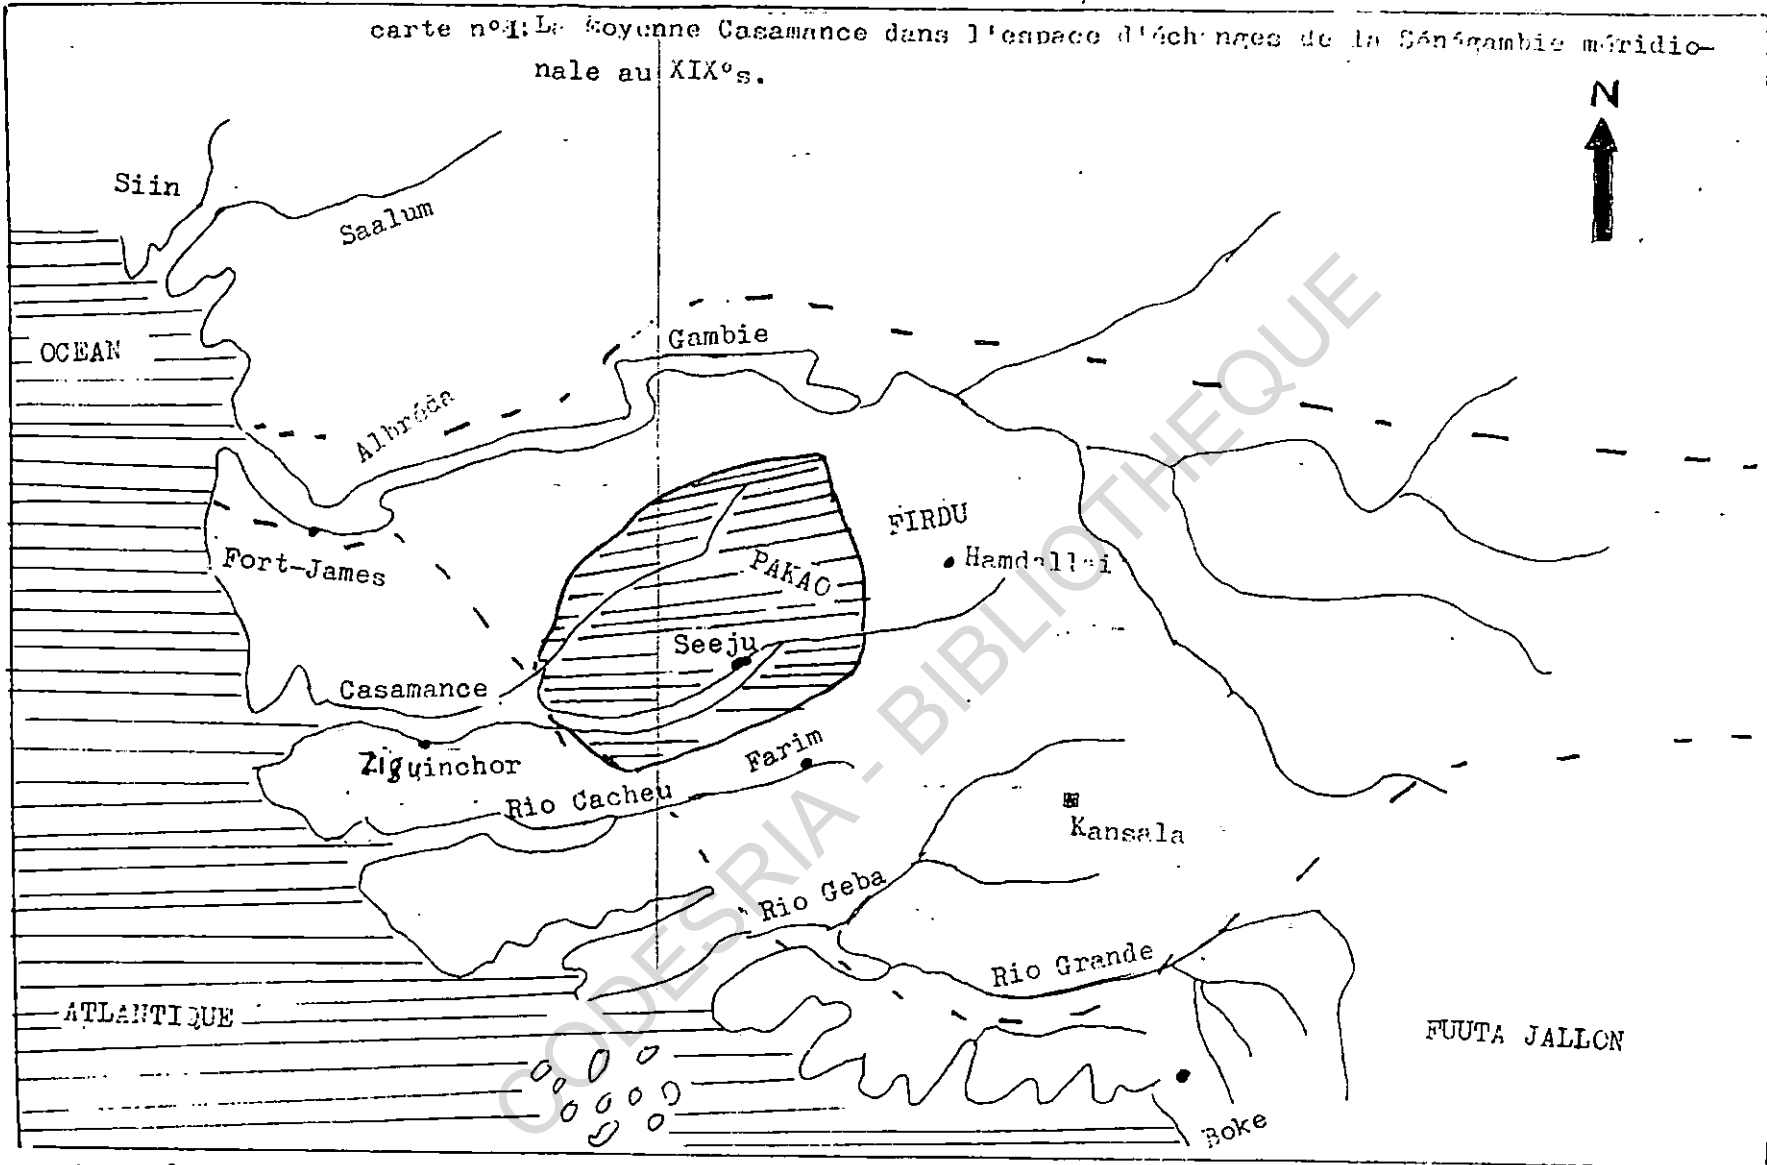 carte n°1: La Moyenne Casamance dans l'espace d'échanges de la Sénégambie méridio-
nale au XIX°s.
N
Siin
Saalum
OCEAN
Gambie
Albréda
FIRDU
Fort-James
PAKAO
Hamdallai
Seeju
Casamance
Ziguinchor
Farim
Rio Cacheu
Kansala
Rio Geba
Rio Grande
ATLANTIQUE
FUUTA JALLON
Boke
CODESRIA - BIBLIOTHEQUE